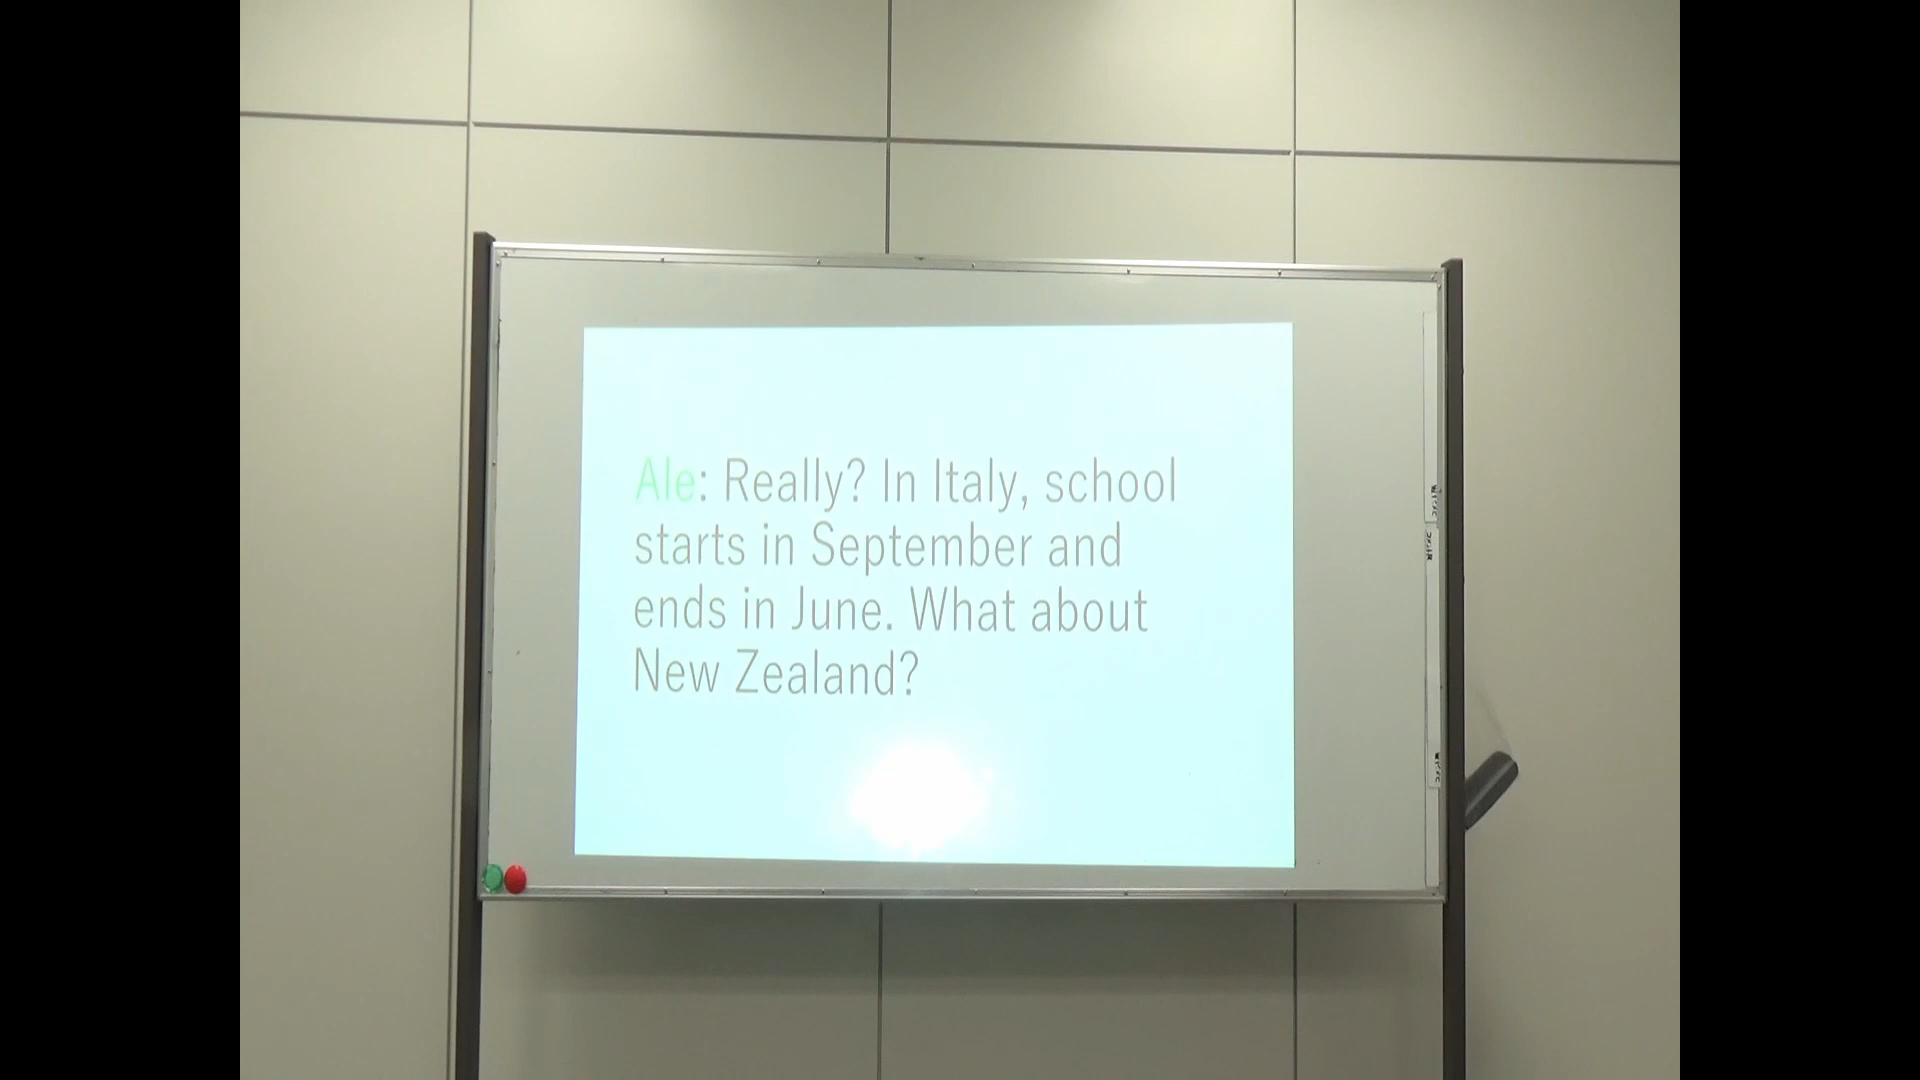 Ale: Really? In Italy, school
starts in September and
ends in June. What about
New Zealand?